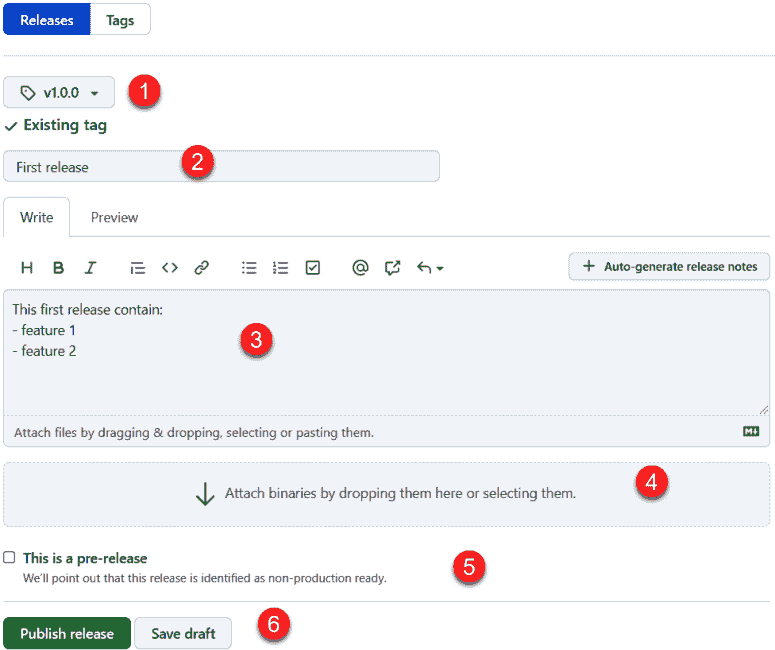 Releases Tags
v1.0.0 1
Existing tag
First release 2
Write Preview
H B I @ Auto-generate release notes
This first release contain:
- feature 1
- feature 2
3
Attach files by dragging & dropping, selecting or pasting them.
Attach binaries by dropping them here or selecting them. 4
This is a pre-release
We'll point out that this release is identified as non-production ready. 5
Publish release Save draft 6